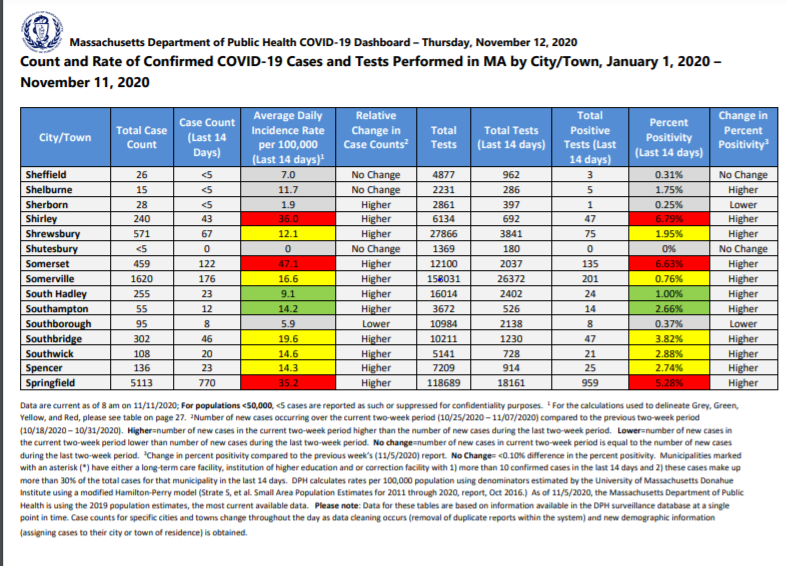 Massachusetts Department of Public Health COVID-19 Dashboard – Thursday, November 12, 2020
Count and Rate of Confirmed COVID-19 Cases and Tests Performed in MA by City/Town, January 1, 2020 –
November 11, 2020
City/Town | Total Case Count | Case Count (Last 14 Days) | Average Daily Incidence Rate per 100,000 (Last 14 days)¹ | Relative Change in Case Counts² | Total Tests | Total Tests (Last 14 days) | Total Positive Tests (Last 14 days) | Percent Positivity (Last 14 days) | Change in Percent Positivity³
Sheffield 26 <5 7.0 No Change 4877 962 3 0.31% No Change
Shelburne 15 <5 11.7 No Change 2231 286 5 1.75% Higher
Sherborn 28 <5 1.9 Higher 2861 397 1 0.25% Lower
Shirley 240 43 36.0 Higher 6134 692 47 6.79% Higher
Shrewsbury 571 67 12.1 Higher 27866 3841 75 1.95% Higher
Shutesbury <5 0 0 No Change 1369 180 0 0% No Change
Somerset 459 122 47.1 Higher 12100 2037 135 6.63% Higher
Somerville 1620 176 16.6 Higher 158031 26372 201 0.76% Higher
South Hadley 255 23 9.1 Higher 16014 2402 24 1.00% Higher
Southampton 55 12 14.2 Higher 3672 526 14 2.66% Higher
Southborough 95 8 5.9 Lower 10984 2138 8 0.37% Lower
Southbridge 302 46 19.6 Higher 10211 1230 47 3.82% Higher
Southwick 108 20 14.6 Higher 5141 728 21 2.88% Higher
Spencer 136 23 14.3 Higher 7209 914 25 2.74% Higher
Springfield 5113 770 35.2 Higher 118689 18161 959 5.28% Higher
Data are current as of 8 am on 11/11/2020; For populations <50,000, <5 cases are reported as such or suppressed for confidentiality purposes. ¹ For the calculations used to delineate Grey, Green,
Yellow, and Red, please see table on page 27. ²Number of new cases occurring over the current two-week period (10/25/2020 – 11/07/2020) compared to the previous two-week period
(10/18/2020 – 10/31/2020). Higher=number of new cases in the current two-week period higher than the number of new cases during the last two-week period. Lower=number of new cases in
the current two-week period lower than number of new cases during the last two-week period. No change=number of new cases in current two-week period is equal to the number of new cases
during the last two-week period. ³Change in percent positivity compared to the previous week's (11/5/2020) report. No Change= <0.10% difference in the percent positivity. Municipalities marked
with an asterisk (*) have either a long-term care facility, institution of higher education and or correction facility with 1) more than 10 confirmed cases in the last 14 days and 2) these cases make up
more than 30% of the total cases for that municipality in the last 14 days. DPH calculates rates per 100,000 population using denominators estimated by the University of Massachusetts Donahue
Institute using a modified Hamilton-Perry model (Strate S, et al. Small Area Population Estimates for 2011 through 2020, report, Oct 2016.) As of 11/5/2020, the Massachusetts Department of Public
Health is using the 2019 population estimates, the most current available data. Please note: Data for these tables are based on information available in the DPH surveillance database at a single
point in time. Case counts for specific cities and towns change throughout the day as data cleaning occurs (removal of duplicate reports within the system) and new demographic information
(assigning cases to their city or town of residence) is obtained.